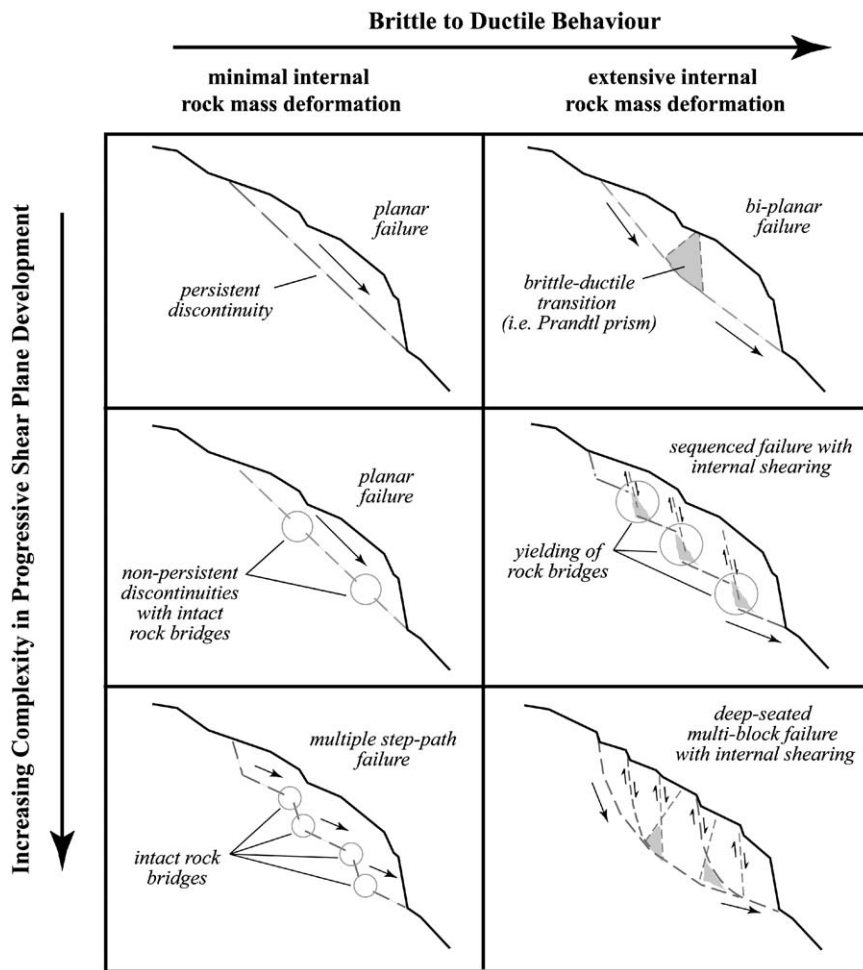 Brittle to Ductile Behaviour
minimal internal
rock mass deformation
extensive internal
rock mass deformation
Increasing Complexity in Progressive Shear Plane Development
planar
failure
persistent
discontinuity
bi-planar
failure
brittle-ductile
transition
(i.e. Prandtl prism)
planar
failure
non-persistent
discontinuities
with intact
rock bridges
sequenced failure with
internal shearing
yielding of
rock bridges
multiple step-path
failure
intact rock
bridges
deep-seated
multi-block failure
with internal shearing